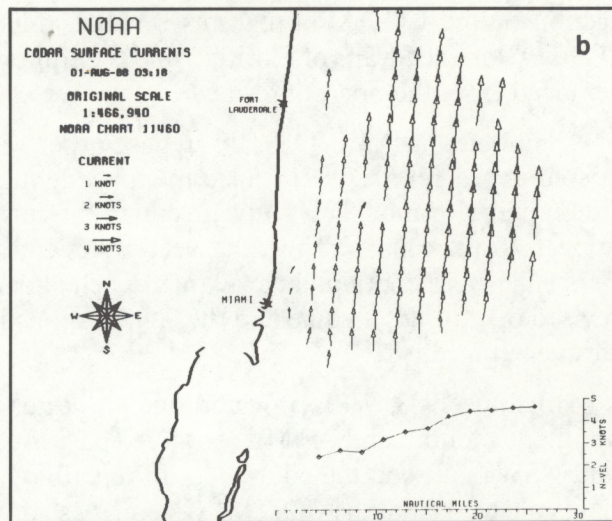 NOAA
CODAR SURFACE CURRENTS
01-AUG-80 03:18
ORIGINAL SCALE
1:466,940
NOAA CHART 11460
CURRENT
1 KNOT
2 KNOTS
3 KNOTS
4 KNOTS
N
W E
S
b
FORT
LAUDERDALE
MIAMI
5
4
3
2
1
N-VEL KNOTS
NAUTICAL MILES
10 20 30